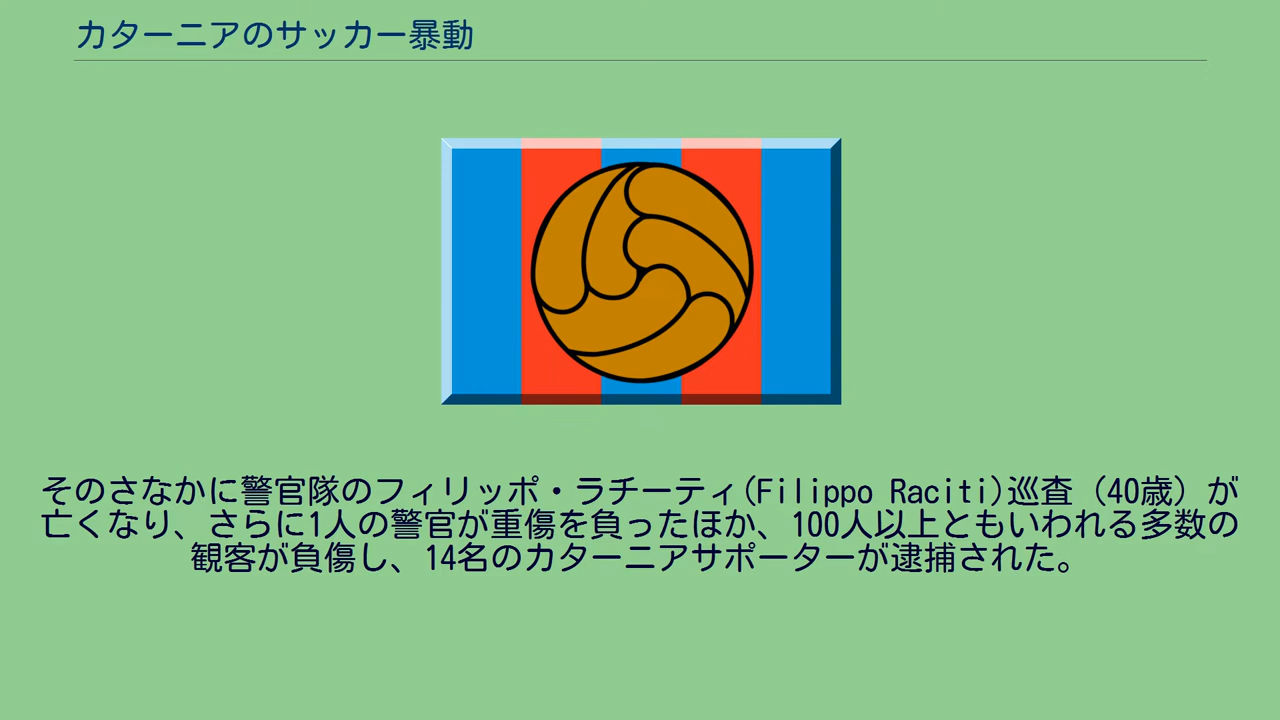 カターニアのサッカー暴動
そのさなかに警官隊のフィリッポ・ラチーティ(Filippo Raciti)巡査（40歳）が
亡くなり、さらに1人の警官が重傷を負ったほか、100人以上ともいわれる多数の
観客が負傷し、14名のカターニアサポーターが逮捕された。